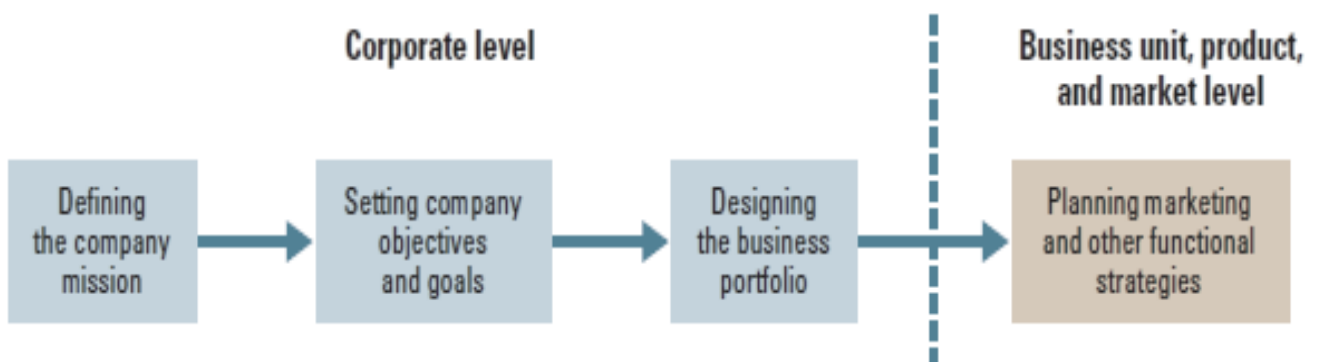 Corporate level
Business unit, product,
and market level
Defining
the company
mission
Setting company
objectives
and goals
Designing
the business
portfolio
Planning marketing
and other functional
strategies